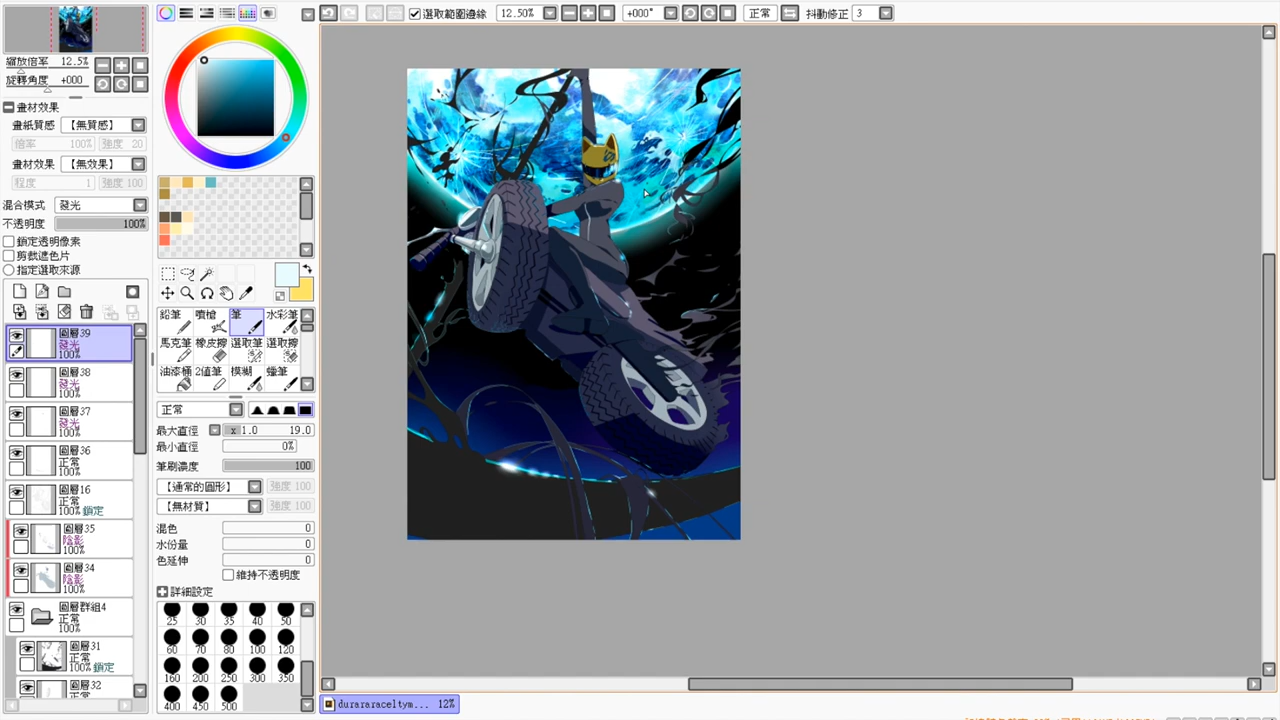 縮放倍率 12.5%
旋轉角度 +000
畫材效果
畫紙質感 【無質感】
倍率 100% 強度 20
畫材效果 【無效果】
程度 1 強度 100
混合模式 發光
不透明度 100%
鎖定透明像素
剪裁遮色片
指定選取來源
圖層39
發光
100%
圖層38
發光
100%
圖層37
發光
100%
圖層36
正常
100%
圖層16
正常
100% 鎖定
圖層35
陰影
100%
圖層34
陰影
100%
圖層群組4
正常
100%
圖層31
正常
100% 鎖定
圖層32
正常
鉛筆 噴槍 筆 水彩筆
馬克筆 橡皮擦 選取筆 選取擦
油漆桶 2值筆 模糊 蠟筆
正常
最大直徑 x 1.0 19.0
最小直徑 0%
筆刷濃度 100
【通常的圓形】 強度 100
【無材質】 強度 100
混色 0
水份量 0
色延伸 0
維持不透明度
詳細設定
25 30 35 40 50
60 70 80 100 120
160 200 250 300 350
400 450 500
選取範圍邊緣 12.50% +000° 正常 抖動修正 3
durararaceltym... 12%